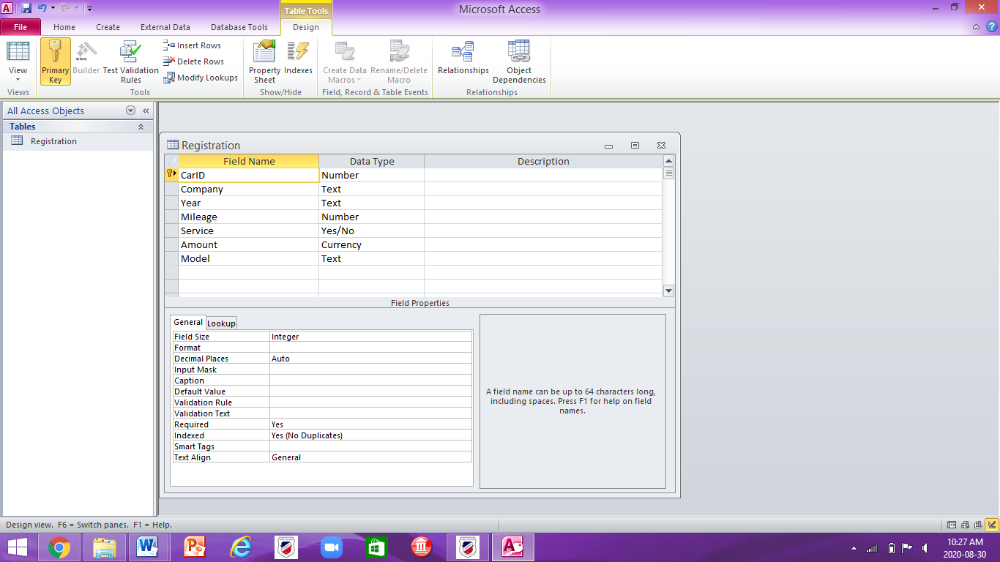 Table Tools
Microsoft Access
File Home Create External Data Database Tools Design
View
Primary Key
Builder
Test Validation Rules
Insert Rows
Delete Rows
Modify Lookups
Property Sheet
Indexes
Create Data Macros
Rename/Delete Macro
Relationships
Object Dependencies
Views Tools Show/Hide Field, Record & Table Events Relationships
All Access Objects
Tables
Registration
Registration
Field Name Data Type Description
CarID Number
Company Text
Year Text
Mileage Number
Service Yes/No
Amount Currency
Model Text
Field Properties
General Lookup
Field Size Integer
Format
Decimal Places Auto
Input Mask
Caption
Default Value
Validation Rule
Validation Text
Required Yes
Indexed Yes (No Duplicates)
Smart Tags
Text Align General
A field name can be up to 64 characters long,
including spaces. Press F1 for help on field
names.
Design view. F6 = Switch panes. F1 = Help.
10:27 AM
2020-08-30